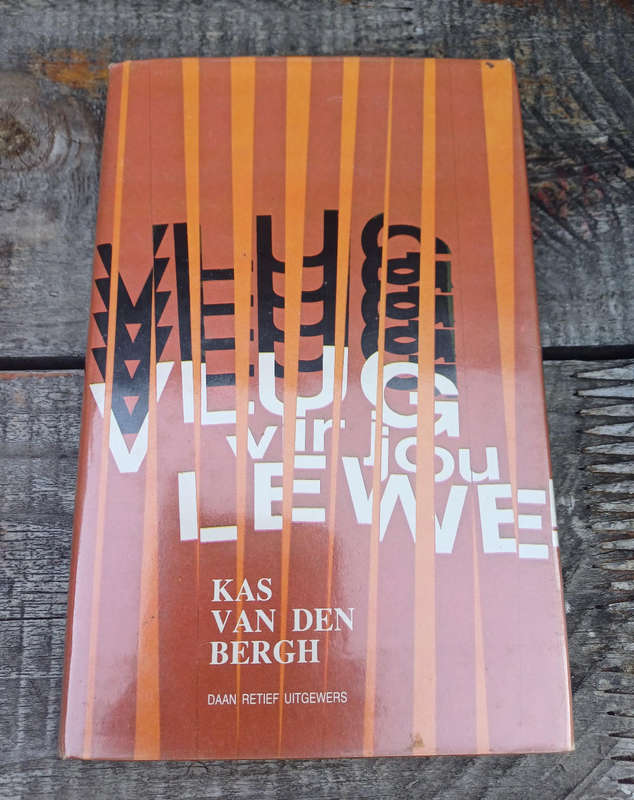 VLUG
vir jou
LEWE
KAS
VAN DEN
BERGH
DAAN RETIEF UITGEWERS